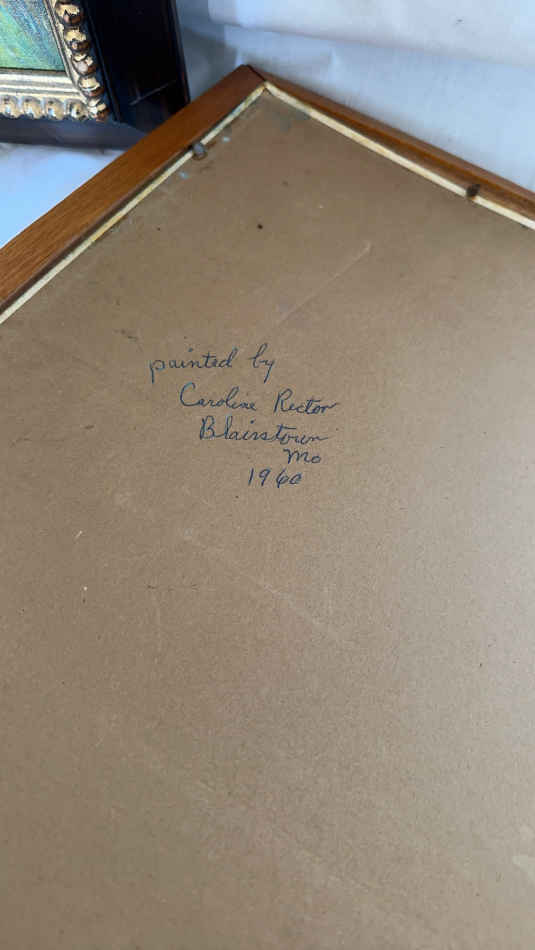 painted by
Caroline Rector
Blairstown
Mo
1960